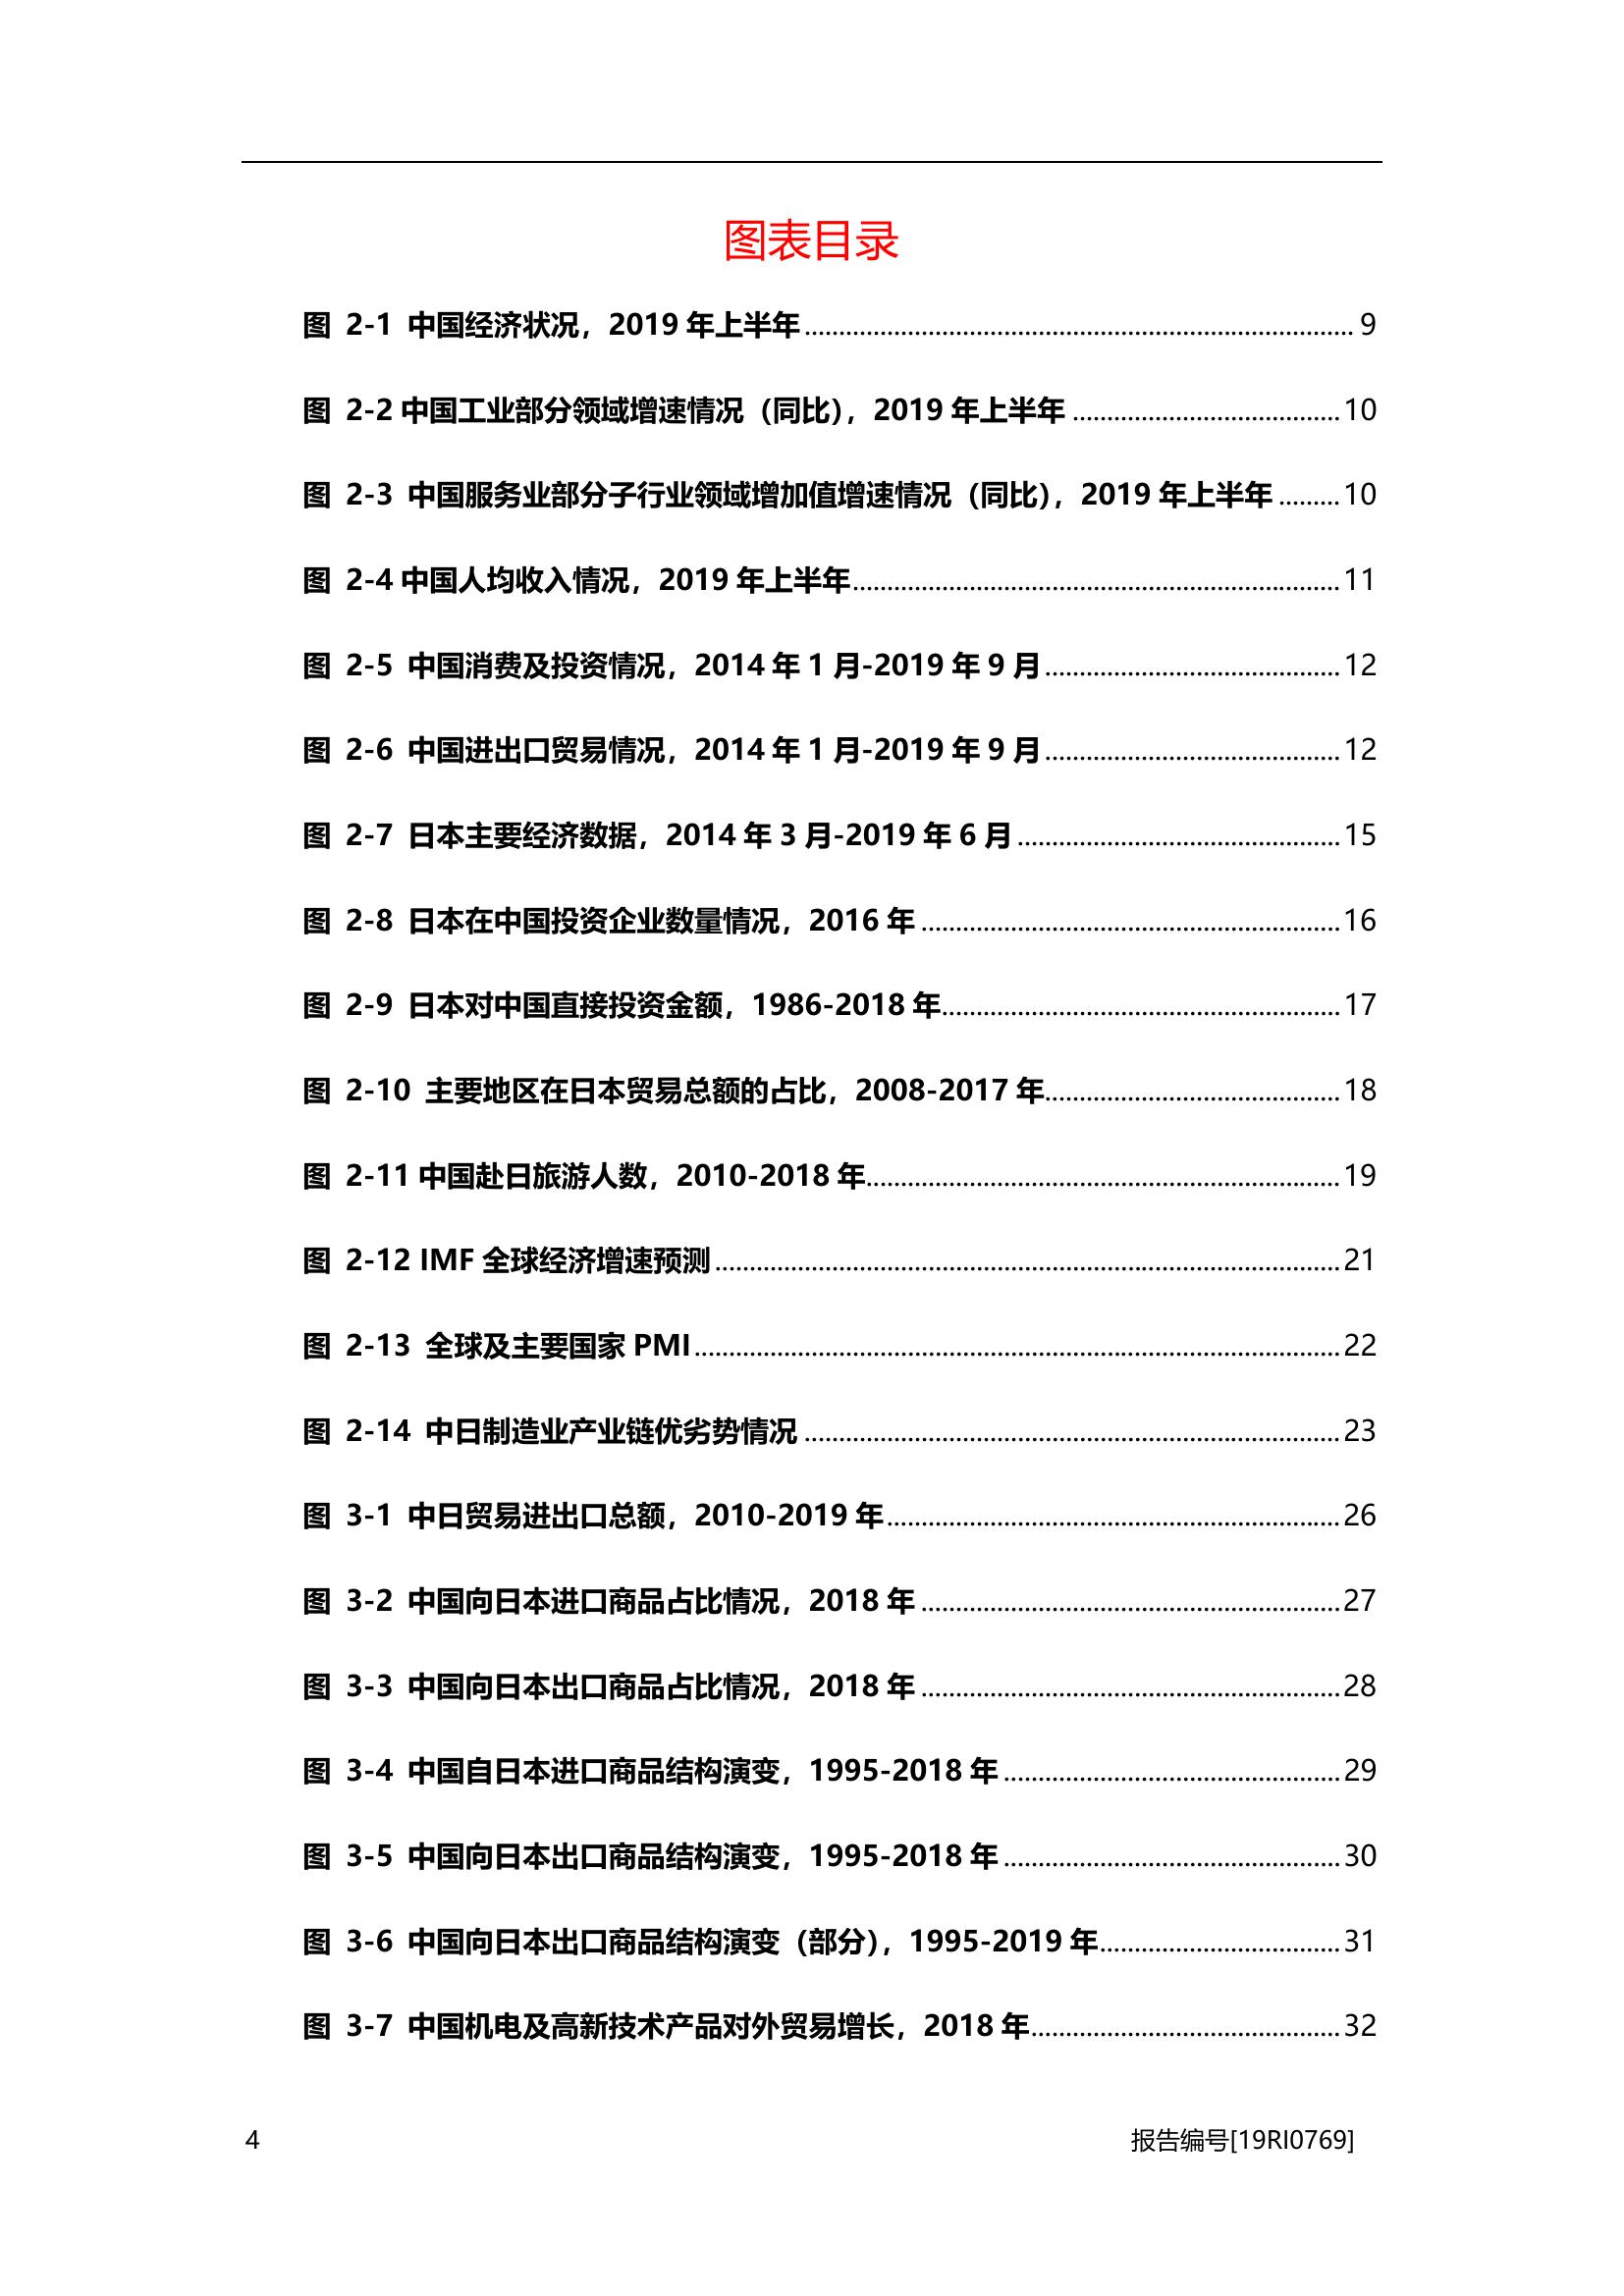 图表目录
图 2-1 中国经济状况，2019 年上半年........ 9
图 2-2 中国工业部分领域增速情况（同比），2019 年上半年........ 10
图 2-3 中国服务业部分子行业领域增加值增速情况（同比），2019 年上半年........ 10
图 2-4 中国人均收入情况，2019 年上半年........ 11
图 2-5 中国消费及投资情况，2014 年 1 月-2019 年 9 月........ 12
图 2-6 中国进出口贸易情况，2014 年 1 月-2019 年 9 月........ 12
图 2-7 日本主要经济数据，2014 年 3 月-2019 年 6 月........ 15
图 2-8 日本在中国投资企业数量情况，2016 年........ 16
图 2-9 日本对中国直接投资金额，1986-2018 年........ 17
图 2-10 主要地区在日本贸易总额的占比，2008-2017 年........ 18
图 2-11 中国赴日旅游人数，2010-2018 年........ 19
图 2-12 IMF 全球经济增速预测........ 21
图 2-13 全球及主要国家 PMI........ 22
图 2-14 中日制造业产业链优劣势情况........ 23
图 3-1 中日贸易进出口总额，2010-2019 年........ 26
图 3-2 中国向日本进口商品占比情况，2018 年........ 27
图 3-3 中国向日本出口商品占比情况，2018 年........ 28
图 3-4 中国自日本进口商品结构演变，1995-2018 年........ 29
图 3-5 中国向日本出口商品结构演变，1995-2018 年........ 30
图 3-6 中国向日本出口商品结构演变（部分），1995-2019 年........ 31
图 3-7 中国机电及高新技术产品对外贸易增长，2018 年........ 32
4 报告编号[19RI0769]